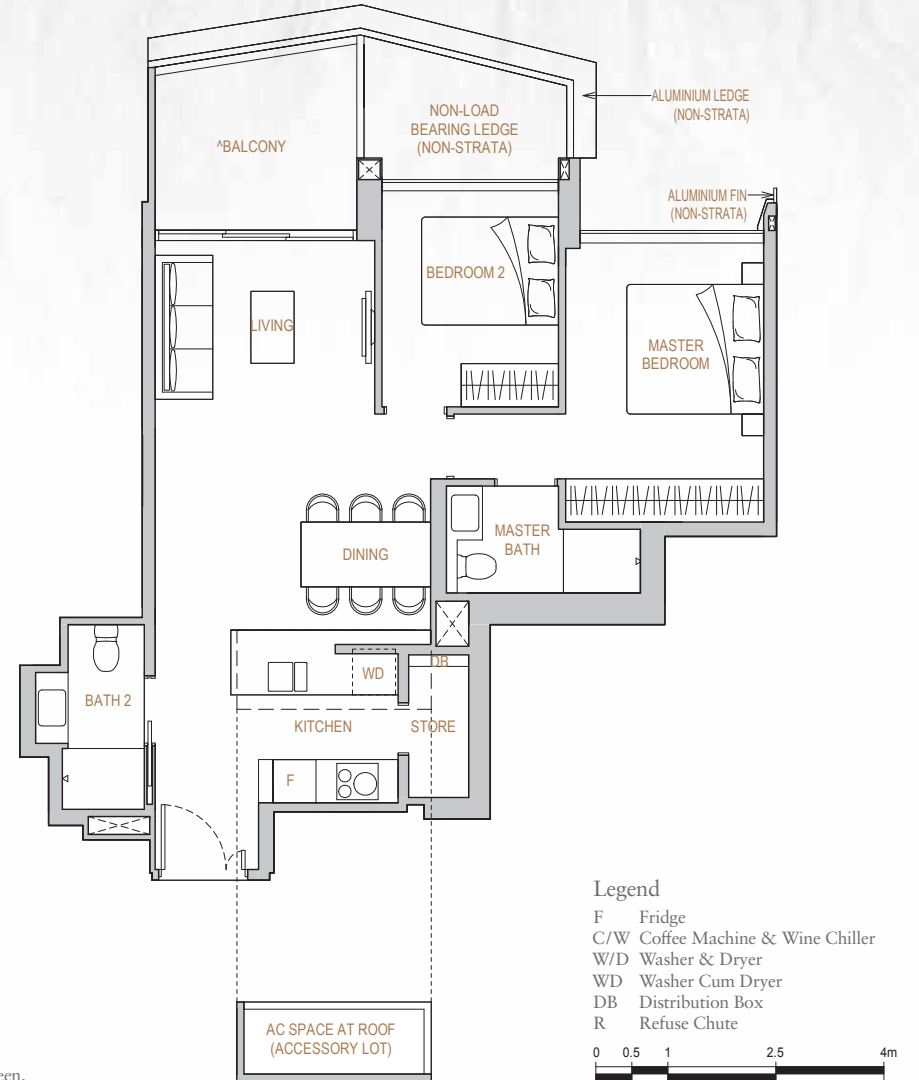 ALUMINIUM LEDGE
(NON-STRATA)
NON-LOAD
BEARING LEDGE
(NON-STRATA)
^BALCONY
ALUMINIUM FIN
(NON-STRATA)
BEDROOM 2
LIVING
MASTER
BEDROOM
MASTER
BATH
DINING
DB
WD
BATH 2
KITCHEN
STORE
F
AC SPACE AT ROOF
(ACCESSORY LOT)
Legend
F Fridge
C/W Coffee Machine & Wine Chiller
W/D Washer & Dryer
WD Washer Cum Dryer
DB Distribution Box
R Refuse Chute
0 0.5 1 2.5 4m